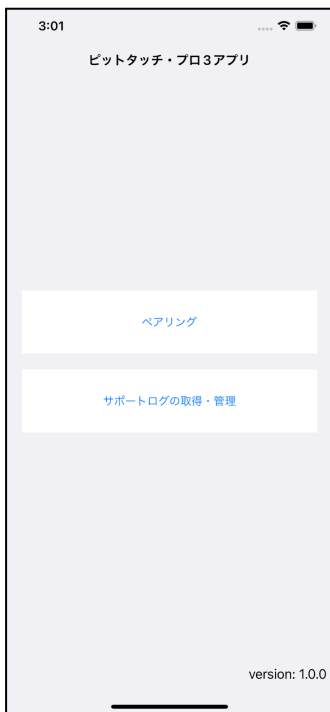 3:01
ピットタッチ・プロ３アプリ
ペアリング
サポートログの取得・管理
version: 1.0.0